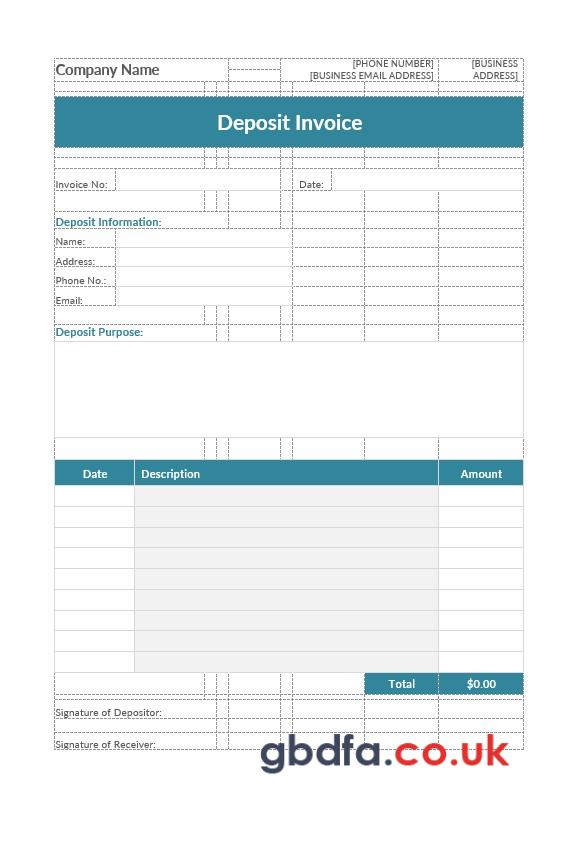 Company Name
[PHONE NUMBER]
[BUSINESS EMAIL ADDRESS]
[BUSINESS
ADDRESS]
Deposit Invoice
Invoice No:
Date:
Deposit Information:
Name:
Address:
Phone No.:
Email:
Deposit Purpose:
Date Description Amount
Total $0.00
Signature of Depositor:
Signature of Receiver:
gbdfa.co.uk